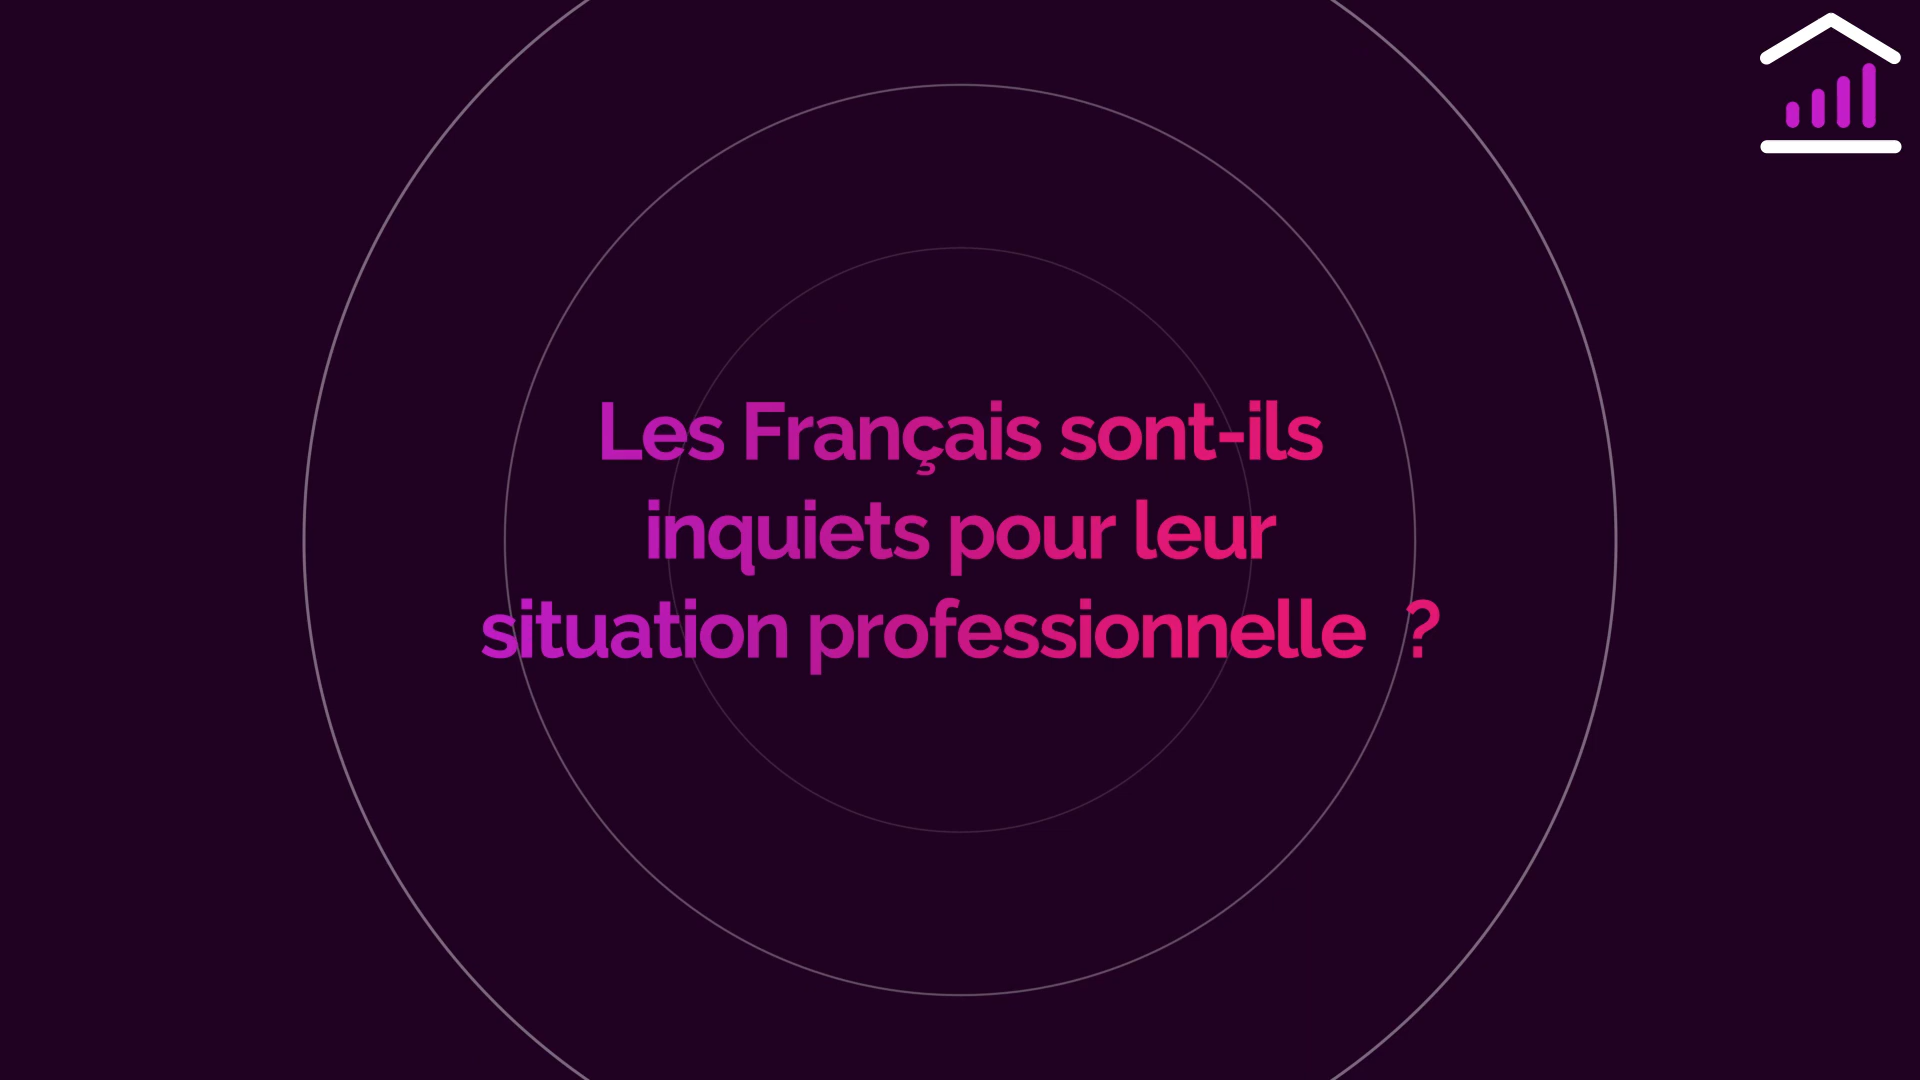 Les Français sont-ils
inquiets pour leur
situation professionnelle ?